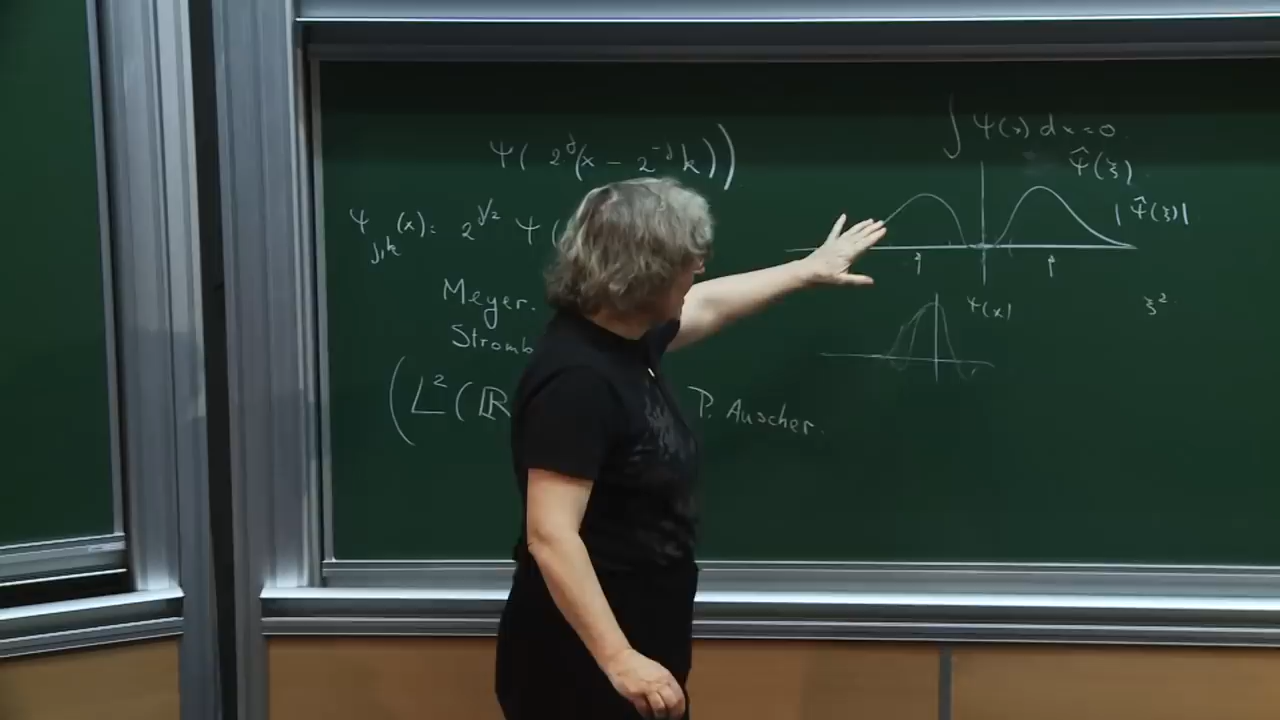 Ψ( 2^j(x − 2^{-j} k))
Ψ_{j,k}(x) = 2^{j/2} Ψ(
Meyer.
Stromb
(L²(ℝ
P. Auscher.
∫ Ψ(x) dx = 0.
Ψ̂(ξ)
|Ψ̂(ξ)|
Ψ(x)
ξ²